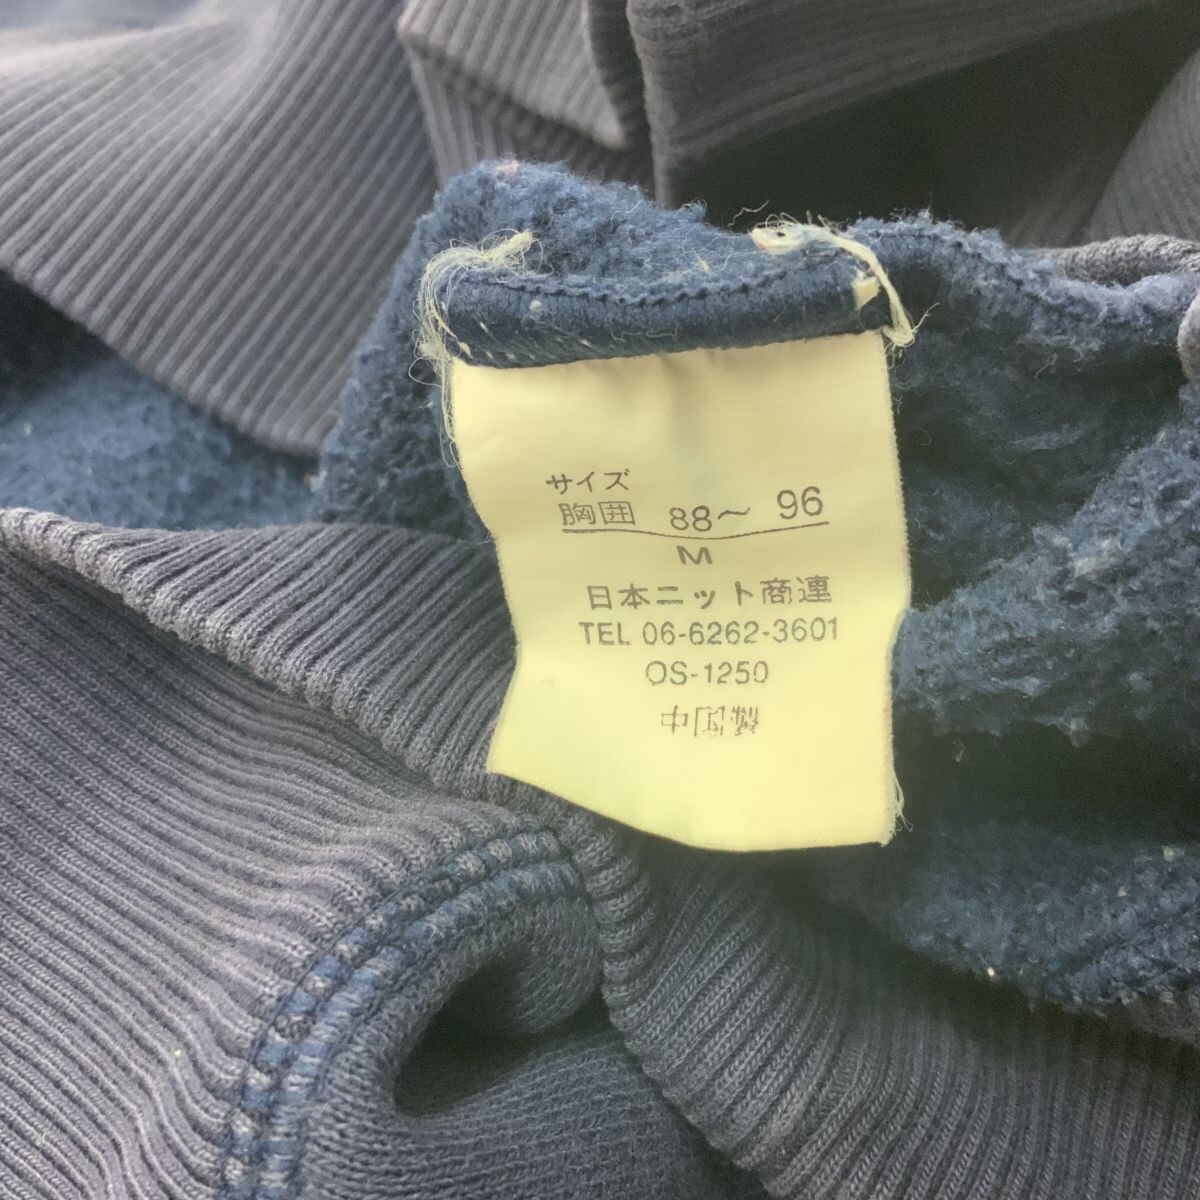 サイズ
胸囲 88〜 96
M
日本ニット商連
TEL 06-6262-3601
OS-1250
中国製